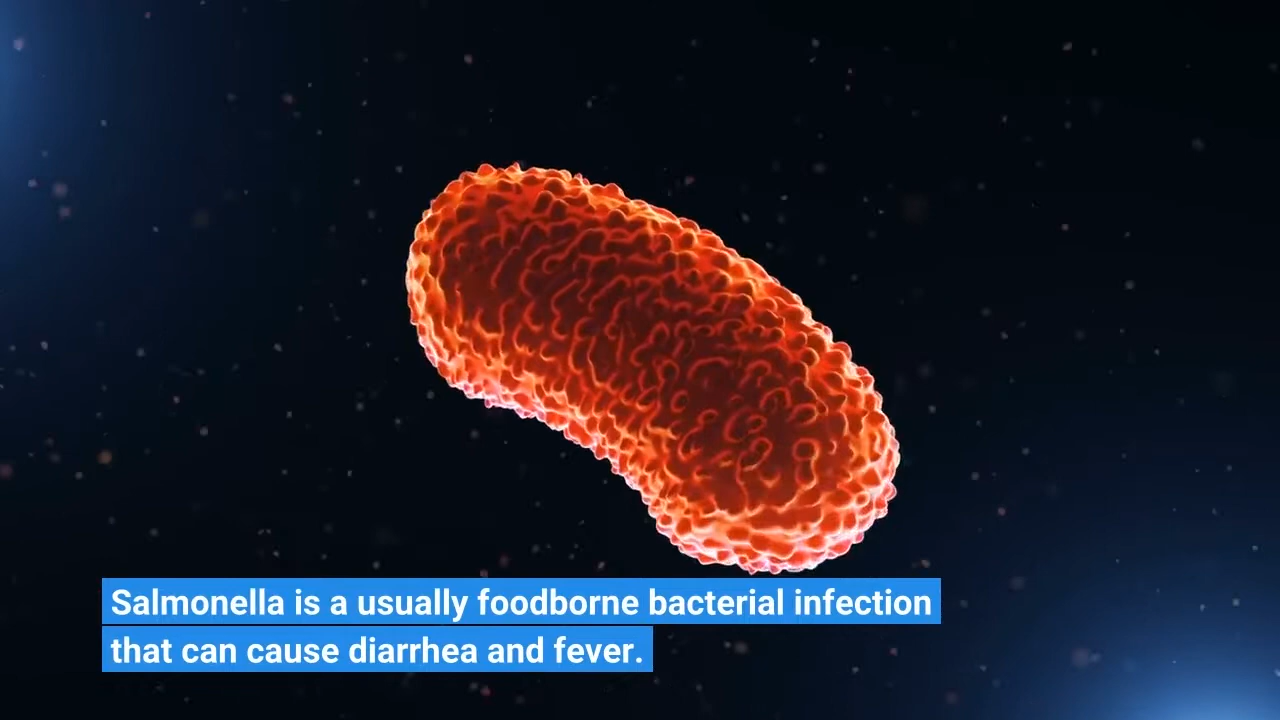 Salmonella is a usually foodborne bacterial infection
that can cause diarrhea and fever.